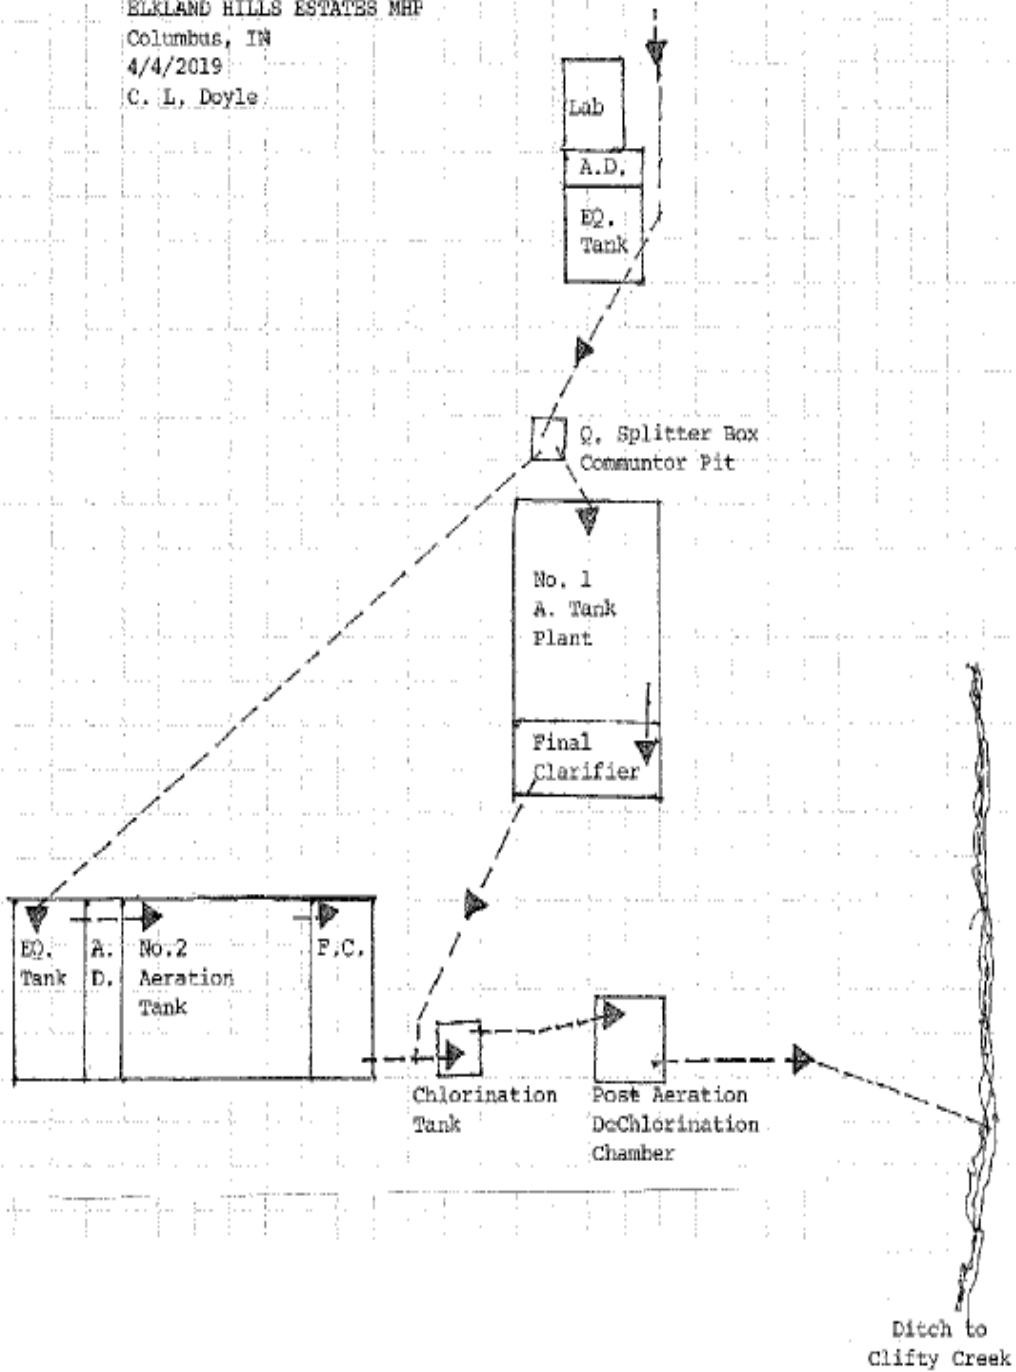 ELKLAND HILLS ESTATES MHP
Columbus, IN
4/4/2019
C. L. Doyle
Lab
A.D.
EQ.
Tank
Q. Splitter Box
Communtor Pit
No. 1
A. Tank
Plant
Final
Clarifier
EQ.
Tank
A.
D.
No.2
Aeration
Tank
F.C.
Chlorination
Tank
Post Aeration
DeChlorination
Chamber
Ditch to
Clifty Creek